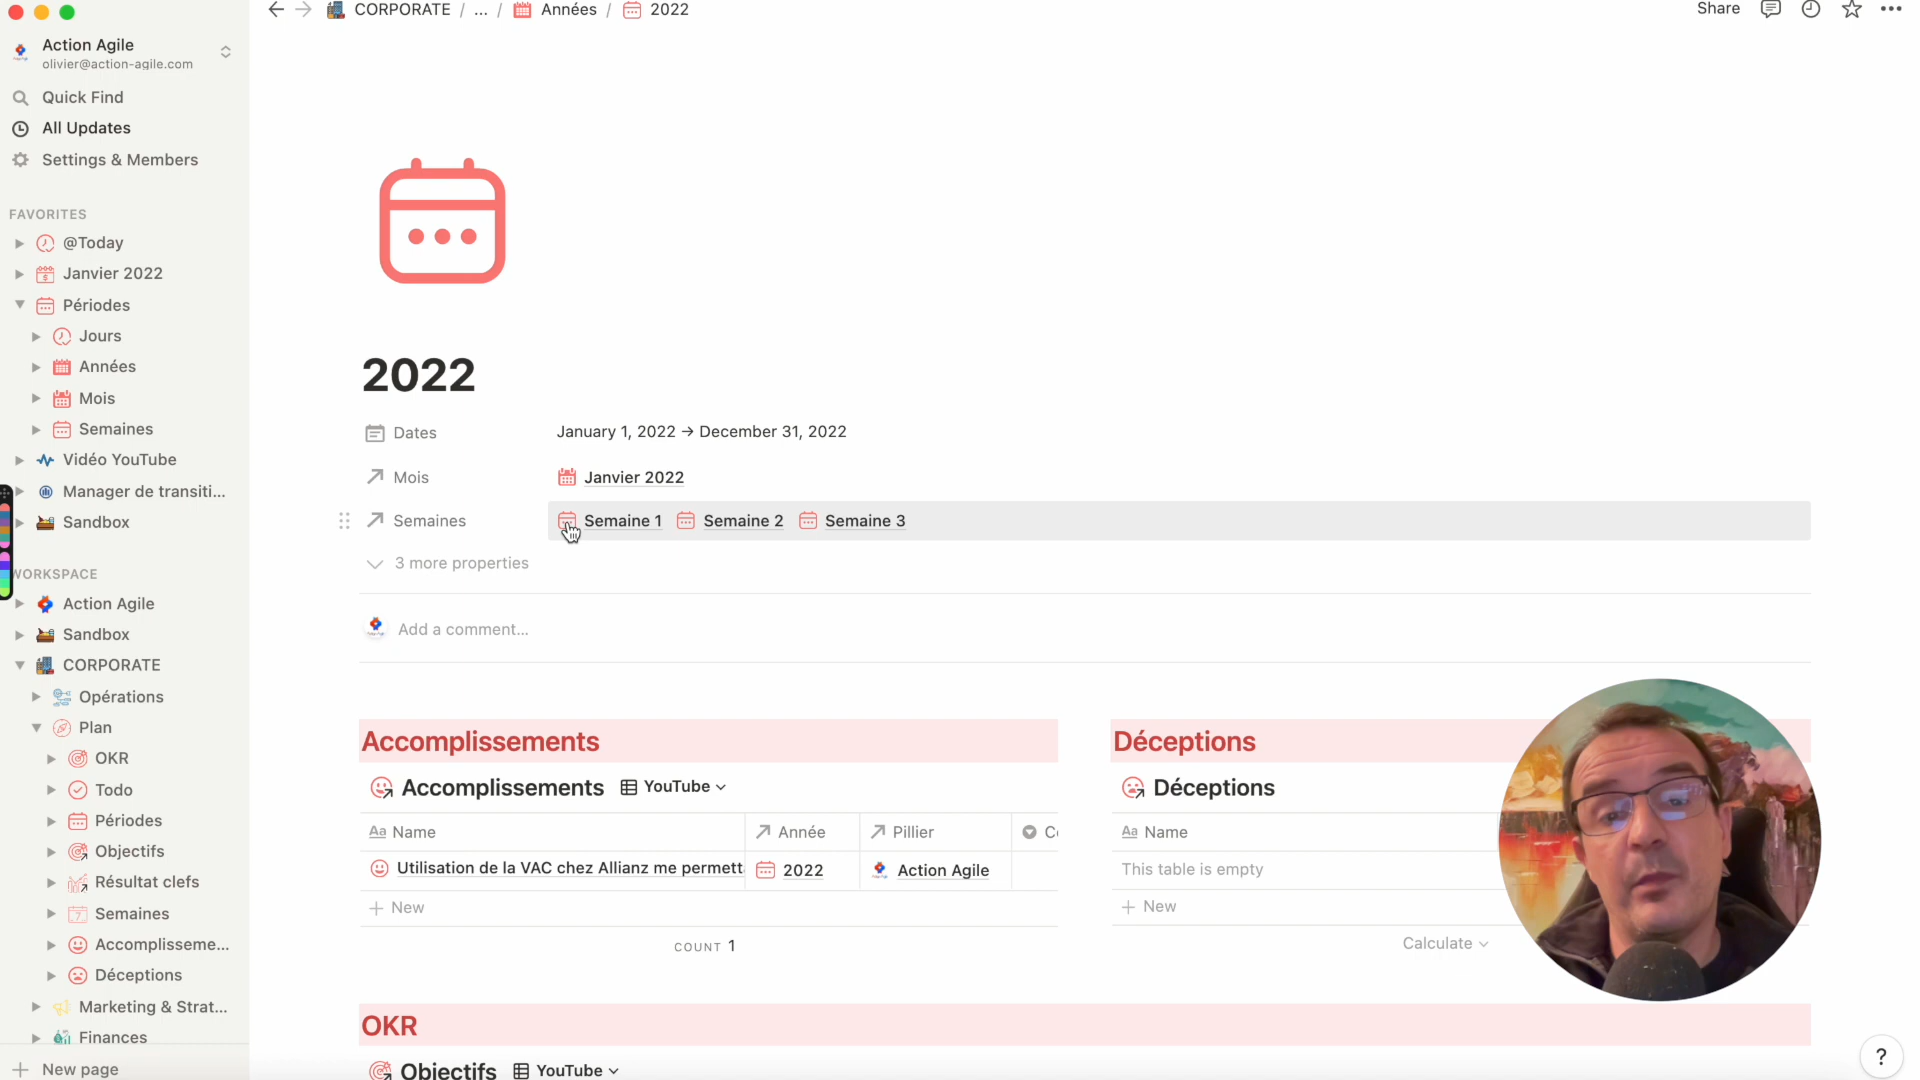 CORPORATE / ... / Années / 2022
Share
Action Agile
olivier@action-agile.com
Quick Find
All Updates
Settings & Members
FAVORITES
@Today
Janvier 2022
Périodes
Jours
Années
Mois
Semaines
Vidéo YouTube
Manager de transiti...
Sandbox
WORKSPACE
Action Agile
Sandbox
CORPORATE
Opérations
Plan
OKR
Todo
Périodes
Objectifs
Résultat clefs
Semaines
Accomplisseme...
Déceptions
Marketing & Strat...
Finances
New page
2022
Dates January 1, 2022 → December 31, 2022
Mois Janvier 2022
Semaines Semaine 1 Semaine 2 Semaine 3
3 more properties
Add a comment...
Accomplissements
Accomplissements YouTube
Aa Name Année Pillier Co
Utilisation de la VAC chez Allianz me permett 2022 Action Agile
+ New
COUNT 1
Déceptions
Déceptions
Aa Name
This table is empty
+ New
Calculate
OKR
Objectifs YouTube
?